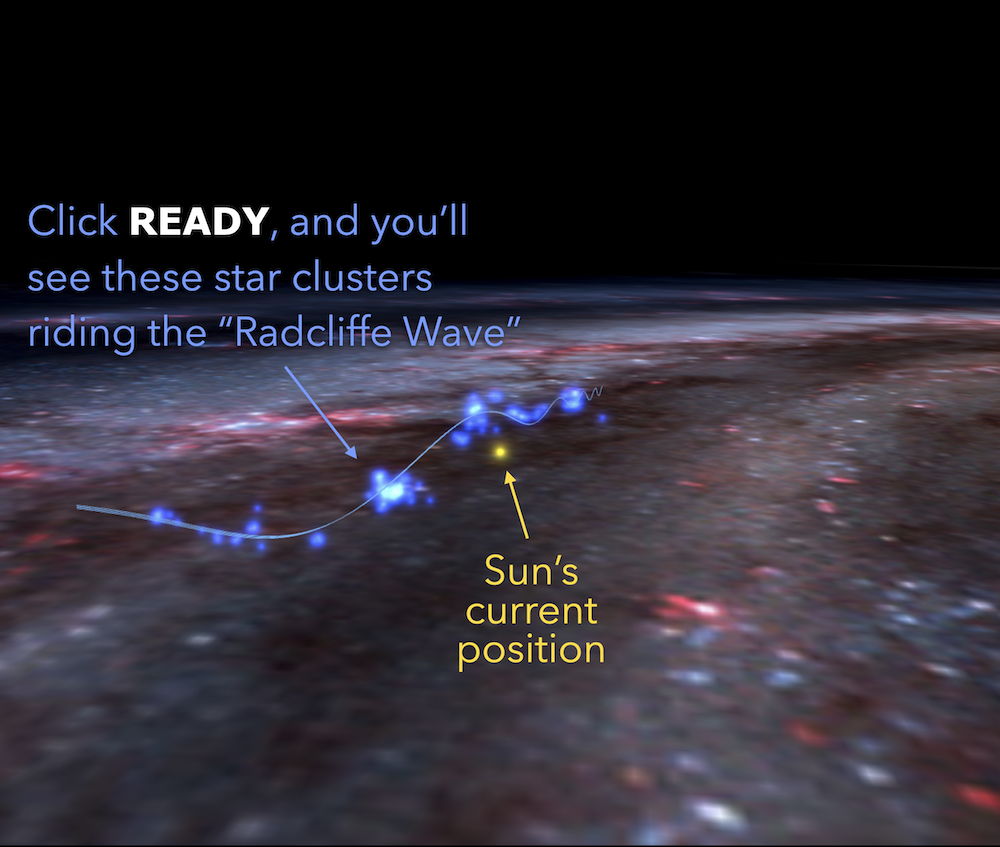 Click READY, and you’ll
see these star clusters
riding the “Radcliffe Wave”
Sun’s
current
position